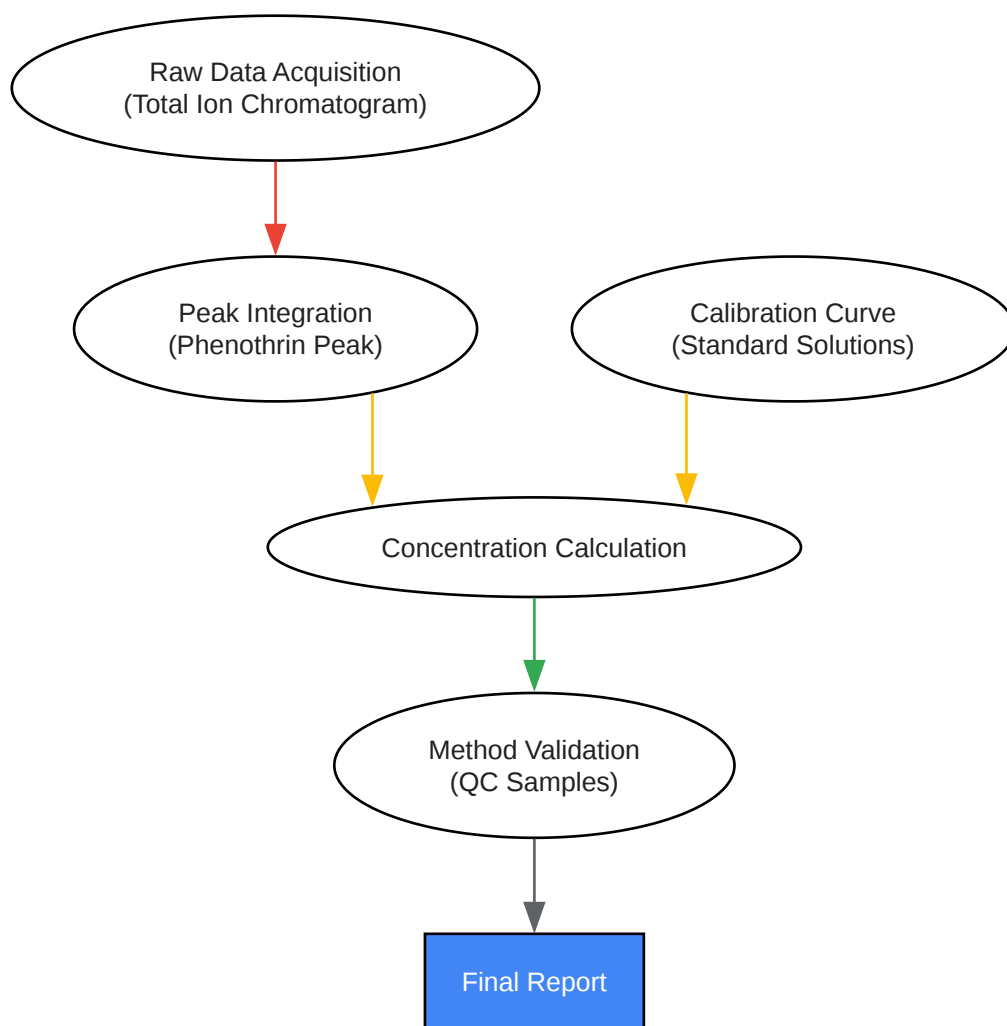 Raw Data Acquisition
(Total Ion Chromatogram)
Peak Integration
(Phenothrin Peak)
Calibration Curve
(Standard Solutions)
Concentration Calculation
Method Validation
(QC Samples)
Final Report